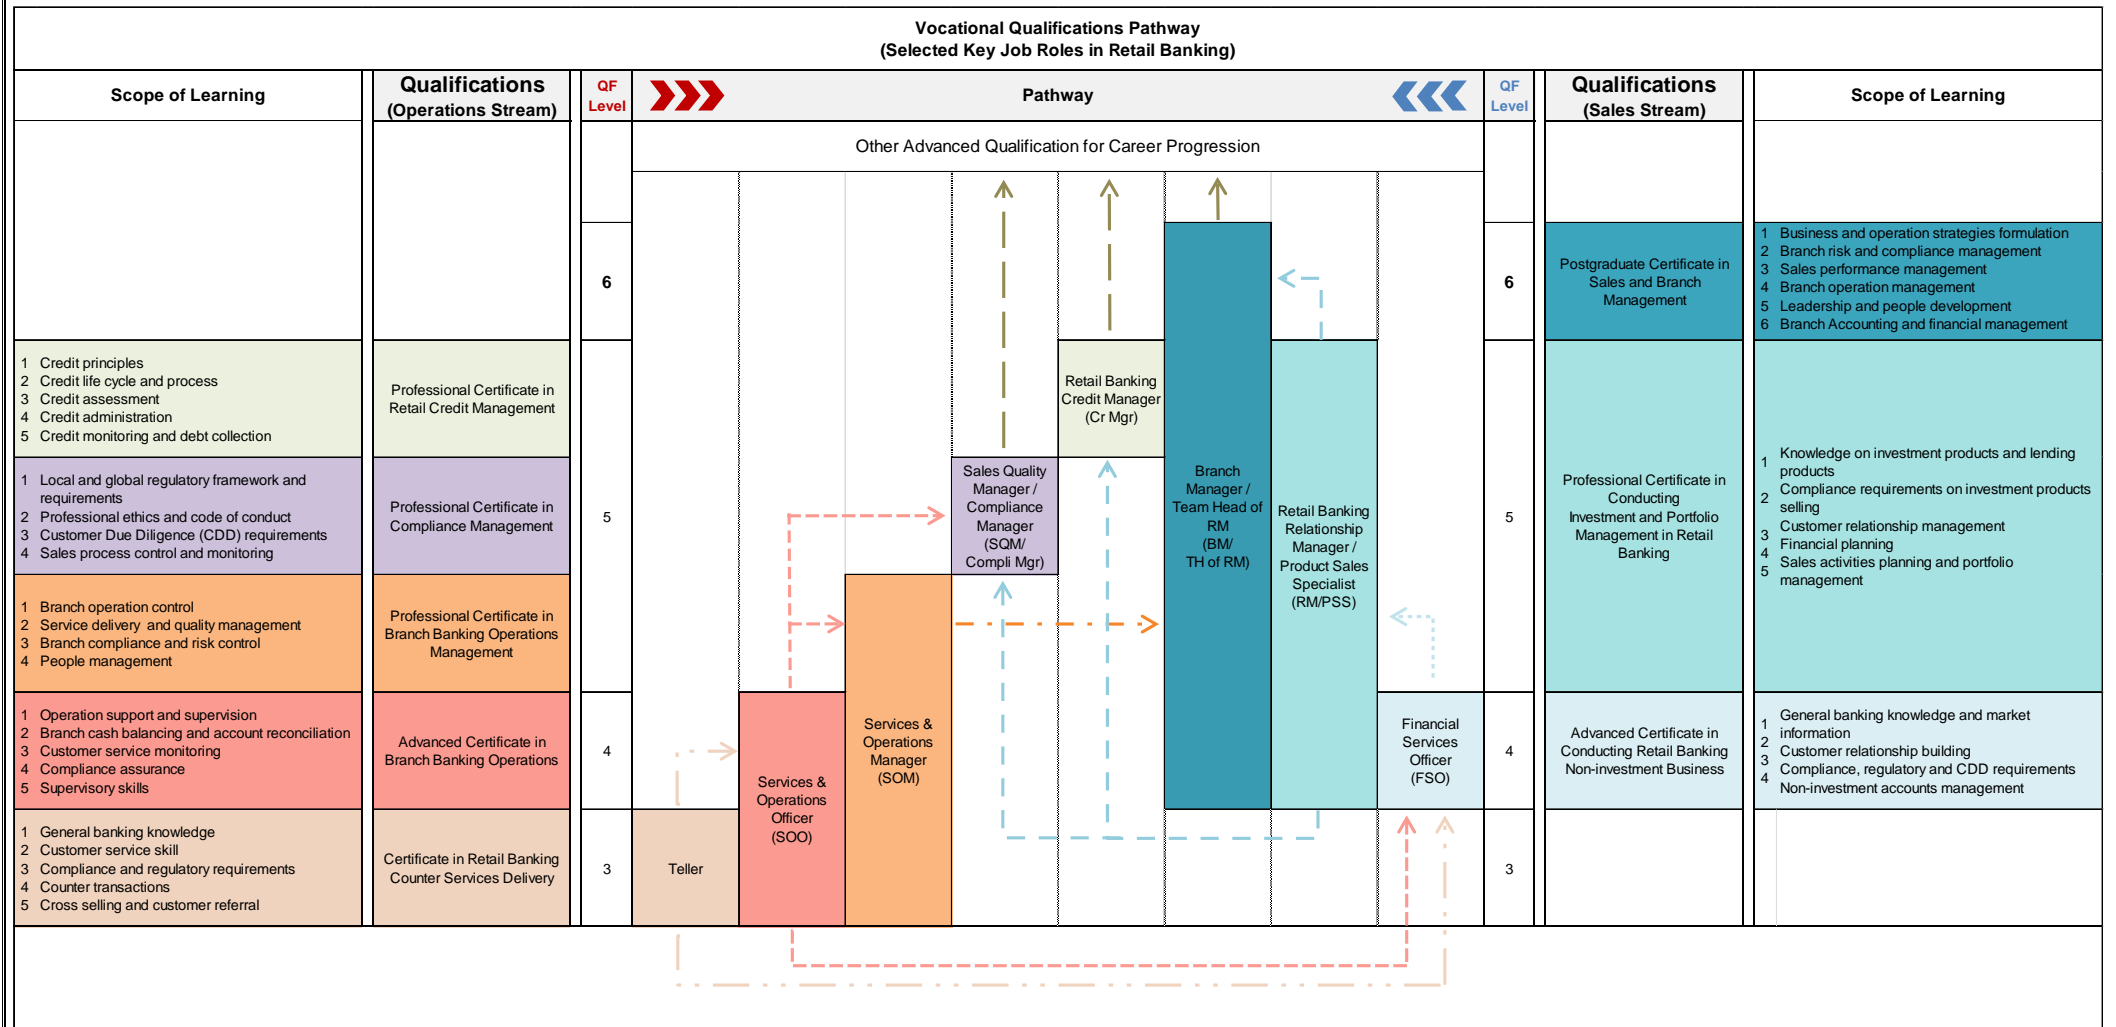 Vocational Qualifications Pathway
(Selected Key Job Roles in Retail Banking)
Scope of Learning
Qualifications
(Operations Stream)
QF
Level
Pathway
QF
Level
Qualifications
(Sales Stream)
Scope of Learning
Other Advanced Qualification for Career Progression
6
6
Postgraduate Certificate in
Sales and Branch
Management
1 Business and operation strategies formulation
2 Branch risk and compliance management
3 Sales performance management
4 Branch operation management
5 Leadership and people development
6 Branch Accounting and financial management
1 Credit principles
2 Credit life cycle and process
3 Credit assessment
4 Credit administration
5 Credit monitoring and debt collection
Professional Certificate in
Retail Credit Management
1 Local and global regulatory framework and
requirements
2 Professional ethics and code of conduct
3 Customer Due Diligence (CDD) requirements
4 Sales process control and monitoring
Professional Certificate in
Compliance Management
1 Branch operation control
2 Service delivery and quality management
3 Branch compliance and risk control
4 People management
Professional Certificate in
Branch Banking Operations
Management
5
Retail Banking
Credit Manager
(Cr Mgr)
Sales Quality
Manager /
Compliance
Manager
(SQM/
Compli Mgr)
Branch
Manager /
Team Head of
RM
(BM/
TH of RM)
Retail Banking
Relationship
Manager /
Product Sales
Specialist
(RM/PSS)
5
Professional Certificate in
Conducting
Investment and Portfolio
Management in Retail
Banking
1 Knowledge on investment products and lending
products
2 Compliance requirements on investment products
selling
3 Customer relationship management
4 Financial planning
5 Sales activities planning and portfolio
management
1 Operation support and supervision
2 Branch cash balancing and account reconciliation
3 Customer service monitoring
4 Compliance assurance
5 Supervisory skills
Advanced Certificate in
Branch Banking Operations
4
Services &
Operations
Officer
(SOO)
Services &
Operations
Manager
(SOM)
Financial
Services
Officer
(FSO)
4
Advanced Certificate in
Conducting Retail Banking
Non-investment Business
1 General banking knowledge and market
information
2 Customer relationship building
3 Compliance, regulatory and CDD requirements
4 Non-investment accounts management
1 General banking knowledge
2 Customer service skill
3 Compliance and regulatory requirements
4 Counter transactions
5 Cross selling and customer referral
Certificate in Retail Banking
Counter Services Delivery
3
Teller
3